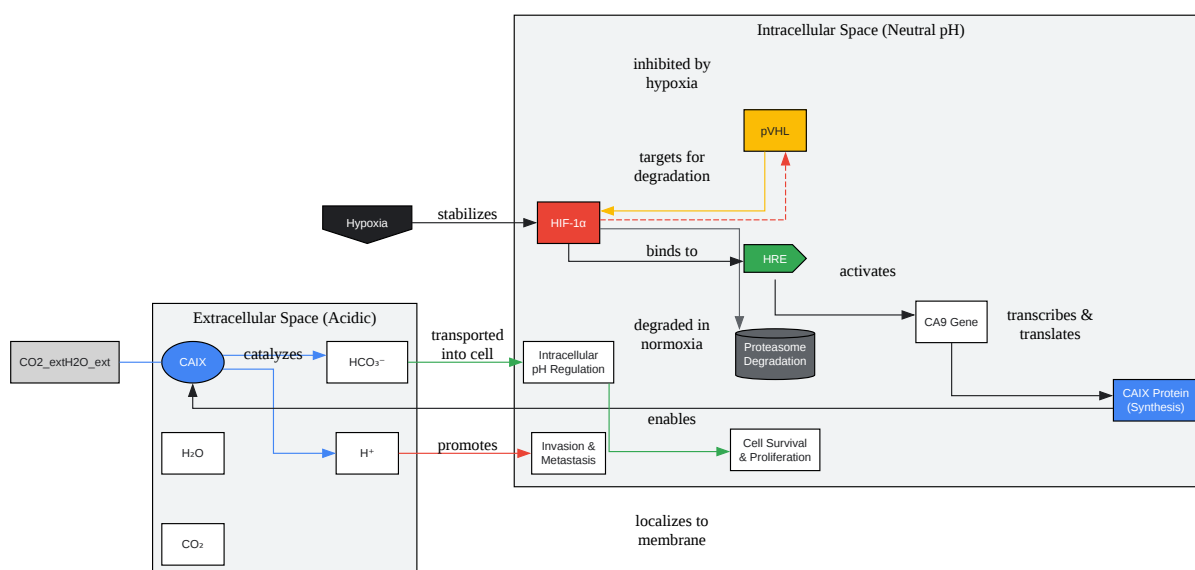 Intracellular Space (Neutral pH)
inhibited by
hypoxia
pVHL
targets for
degradation
Hypoxia
stabilizes
HIF-1α
binds to
HRE
activates
CA9 Gene
transcribes &
translates
Extracellular Space (Acidic)
CO2_extH2O_ext
CAIX
catalyzes
HCO₃⁻
transported
into cell
Intracellular
pH Regulation
degraded in
normoxia
Proteasome
Degradation
CAIX Protein
(Synthesis)
enables
H₂O
H⁺
promotes
Invasion &
Metastasis
Cell Survival
& Proliferation
localizes to
membrane
CO₂